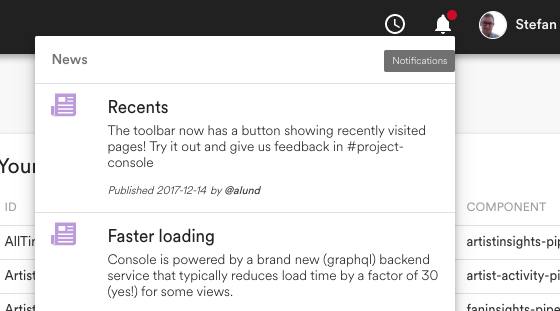 Stefan
News
Notifications
Recents
The toolbar now has a button showing recently visited
pages! Try it out and give us feedback in #project-
console
Published 2017-12-14 by @alund
Faster loading
Console is powered by a brand new (graphql) backend
service that typically reduces load time by a factor of 30
(yes!) for some views.
Your
ID
COMPONENT
AllTi
artistinsights-pip
Artist
artist-activity-pi
Artist
faninsights-pipe